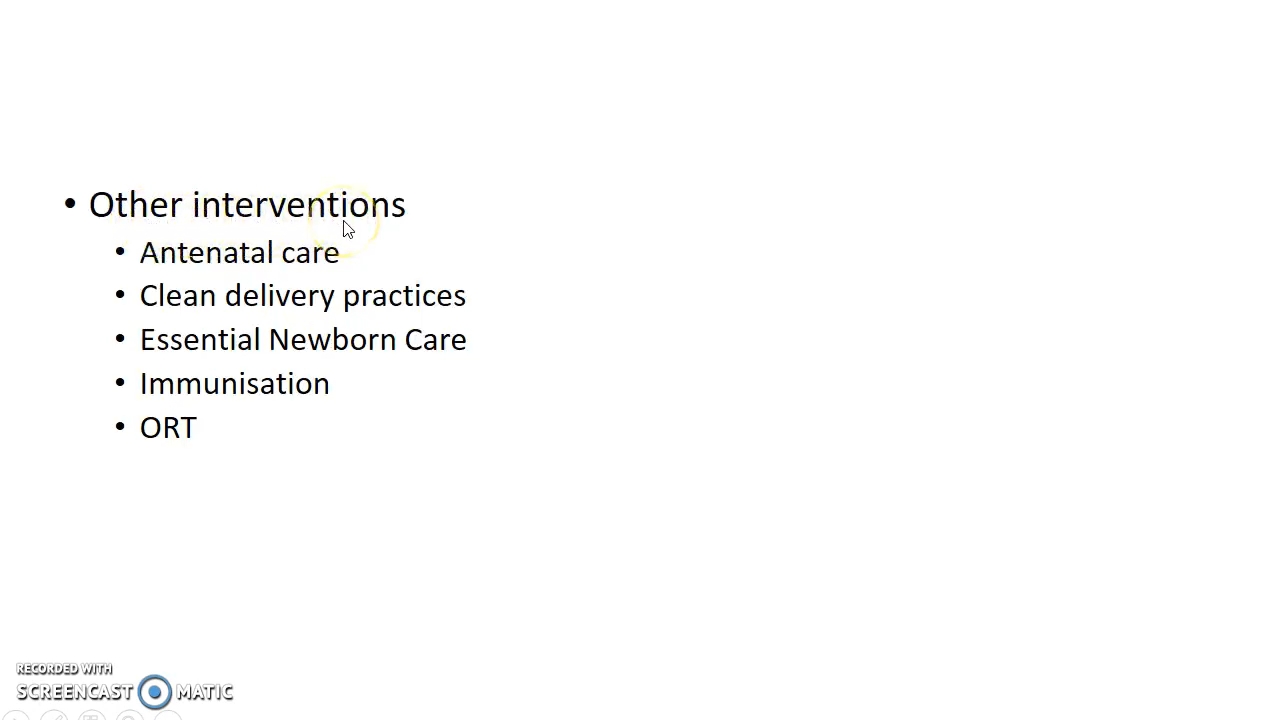 • Other interventions
• Antenatal care
• Clean delivery practices
• Essential Newborn Care
• Immunisation
• ORT
RECORDED WITH
SCREENCAST MATIC